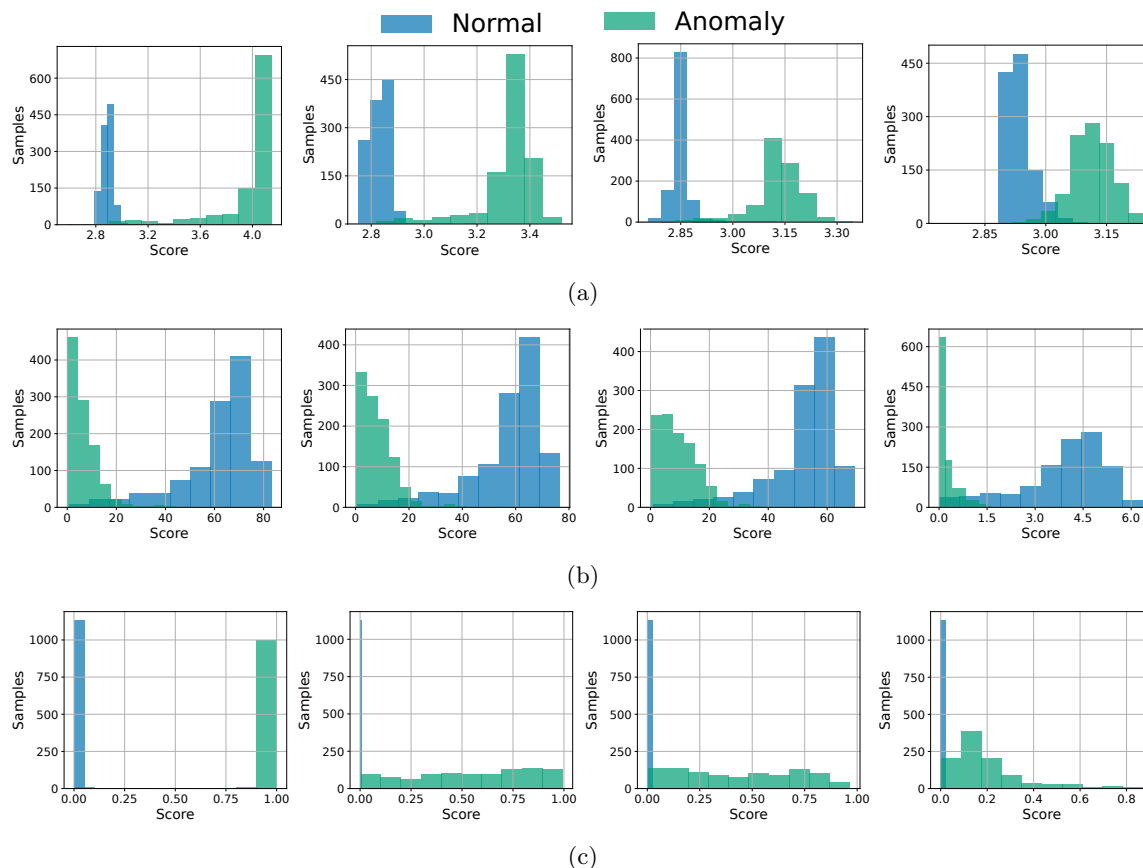 Normal Anomaly
Samples
600
450
300
150
0
2.8 3.2 3.6 4.0
Score
Samples
450
300
150
0
2.8 3.0 3.2 3.4
Score
Samples
800
600
400
200
0
2.85 3.00 3.15 3.30
Score
Samples
450
300
150
0
2.85 3.00 3.15
Score
(a)
Samples
400
300
200
100
0
0 20 40 60 80
Score
Samples
400
300
200
100
0
0 20 40 60 80
Score
Samples
400
300
200
100
0
0 20 40 60
Score
Samples
600
450
300
150
0
0.0 1.5 3.0 4.5 6.0
Score
(b)
Samples
1000
750
500
250
0
0.00 0.25 0.50 0.75 1.00
Score
Samples
1000
750
500
250
0
0.00 0.25 0.50 0.75 1.00
Score
Samples
1000
750
500
250
0
0.00 0.25 0.50 0.75 1.00
Score
Samples
1000
750
500
250
0
0.0 0.2 0.4 0.6 0.8
Score
(c)